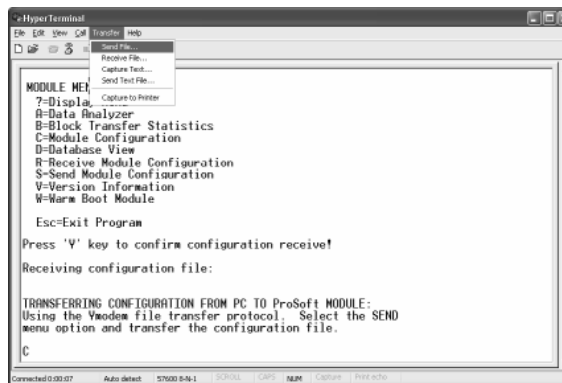 HyperTerminal
File Edit View Call Transfer Help
Send File...
Receive File...
Capture Text...
Send Text File...
Capture to Printer
MODULE ME
?=Displa
A=Data Analyzer
B=Block Transfer Statistics
C=Module Configuration
D=Database View
R=Receive Module Configuration
S=Send Module Configuration
V=Version Information
W=Warm Boot Module
Esc=Exit Program
Press 'Y' key to confirm configuration receive!
Receiving configuration file:
TRANSFERRING CONFIGURATION FROM PC TO ProSoft MODULE:
Using the Ymodem file transfer protocol. Select the SEND
menu option and transfer the configuration file.
C
Connected 0:00:07 Auto detect 57600 8-N-1 SCROLL CAPS NUM Capture Print echo